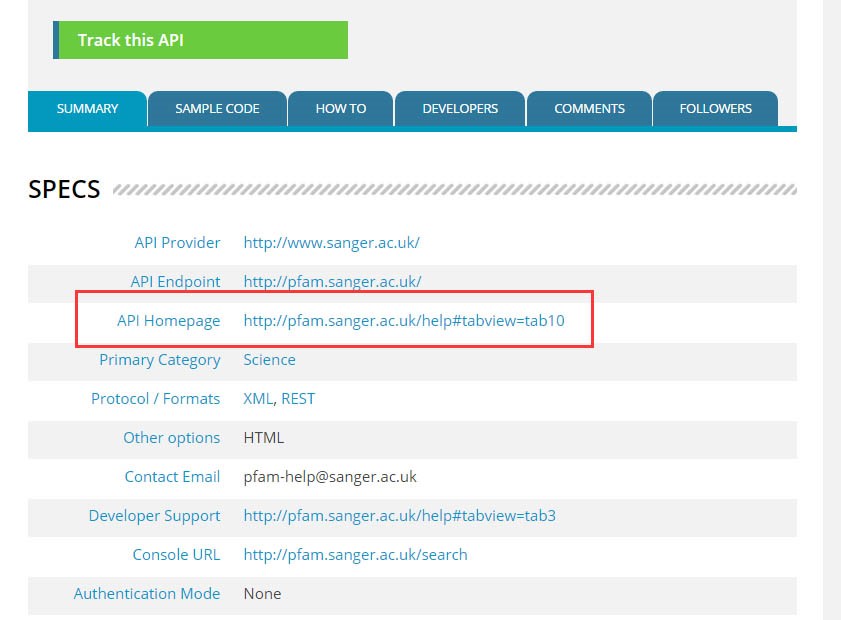 Track this API
SUMMARY SAMPLE CODE HOW TO DEVELOPERS COMMENTS FOLLOWERS
SPECS
API Provider http://www.sanger.ac.uk/
API Endpoint http://pfam.sanger.ac.uk/
API Homepage http://pfam.sanger.ac.uk/help#tabview=tab10
Primary Category Science
Protocol / Formats XML, REST
Other options HTML
Contact Email pfam-help@sanger.ac.uk
Developer Support http://pfam.sanger.ac.uk/help#tabview=tab3
Console URL http://pfam.sanger.ac.uk/search
Authentication Mode None